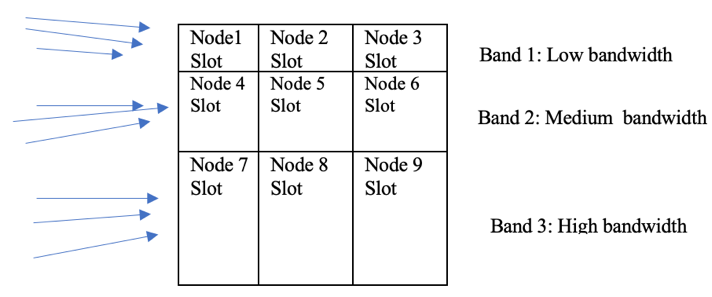 Node1 Node 2 Node 3
Slot Slot Slot
Band 1: Low bandwidth
Node 4 Node 5 Node 6
Slot Slot Slot
Band 2: Medium bandwidth
Node 7 Node 8 Node 9
Slot Slot Slot
Band 3: High bandwidth